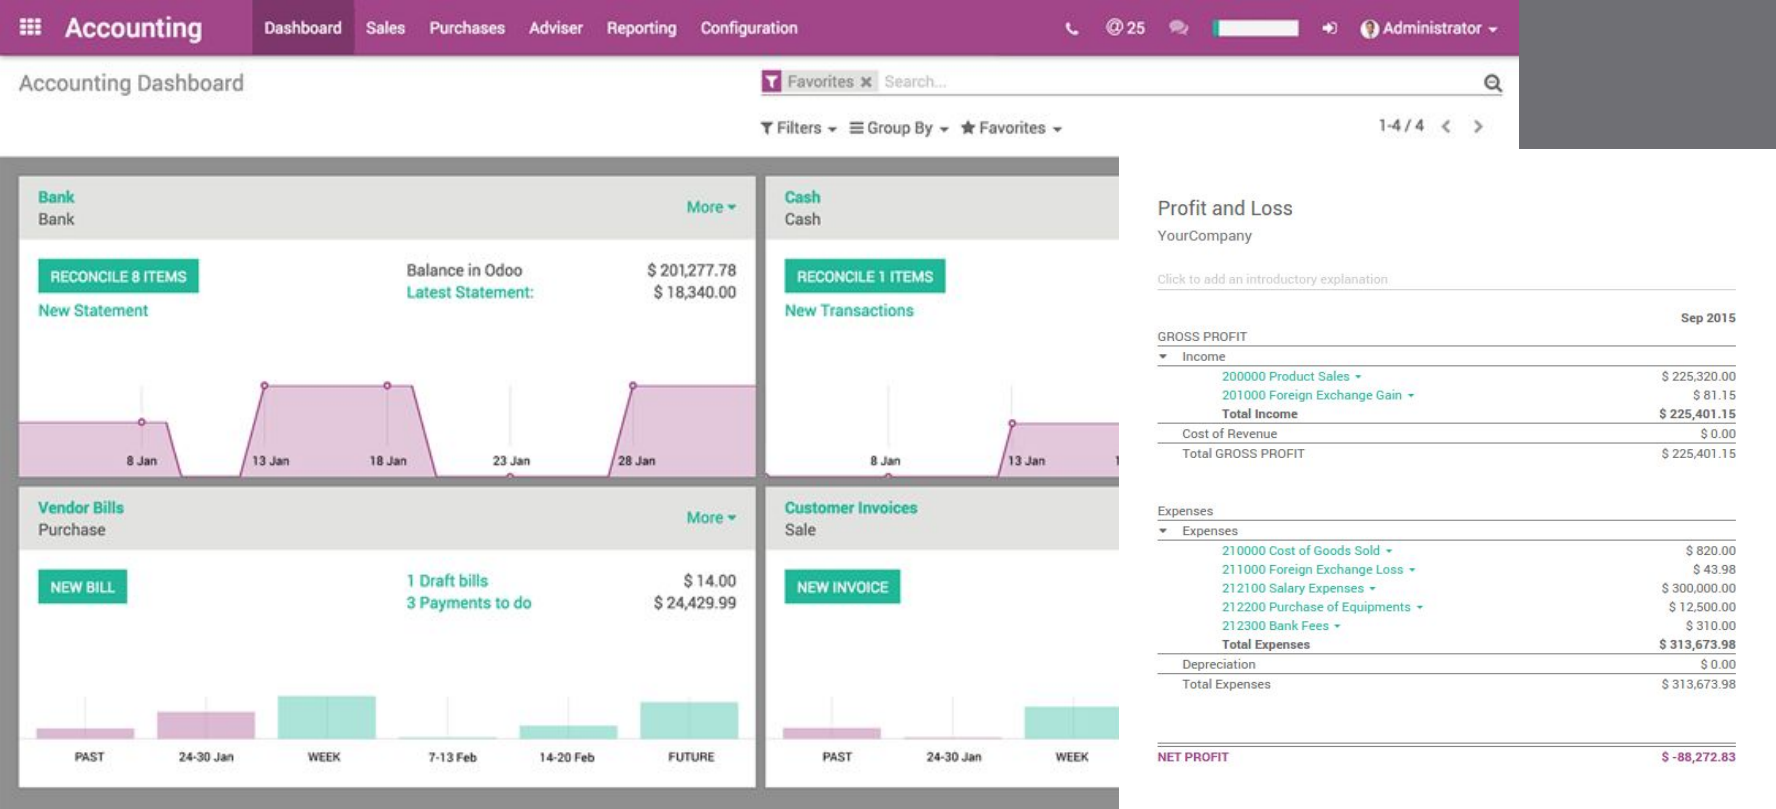 Accounting Dashboard Sales Purchases Adviser Reporting Configuration @ 25 Administrator
Accounting Dashboard
Favorites Search...
Filters Group By Favorites 1-4 / 4
Bank
Bank
More
RECONCILE 8 ITEMS
New Statement
Balance in Odoo $ 201,277.78
Latest Statement: $ 18,340.00
8 Jan 13 Jan 18 Jan 23 Jan 28 Jan
Cash
Cash
RECONCILE 1 ITEMS
New Transactions
8 Jan 13 Jan 1
Vendor Bills
Purchase
More
NEW BILL
1 Draft bills $ 14.00
3 Payments to do $ 24,429.99
PAST 24-30 Jan WEEK 7-13 Feb 14-20 Feb FUTURE
Customer Invoices
Sale
NEW INVOICE
PAST 24-30 Jan WEEK
Profit and Loss
YourCompany
Click to add an introductory explanation
Sep 2015
GROSS PROFIT
Income
200000 Product Sales $ 225,320.00
201000 Foreign Exchange Gain $ 81.15
Total Income $ 225,401.15
Cost of Revenue $ 0.00
Total GROSS PROFIT $ 225,401.15
Expenses
Expenses
210000 Cost of Goods Sold $ 820.00
211000 Foreign Exchange Loss $ 43.98
212100 Salary Expenses $ 300,000.00
212200 Purchase of Equipments $ 12,500.00
212300 Bank Fees $ 310.00
Total Expenses $ 313,673.98
Depreciation $ 0.00
Total Expenses $ 313,673.98
NET PROFIT $ -88,272.83